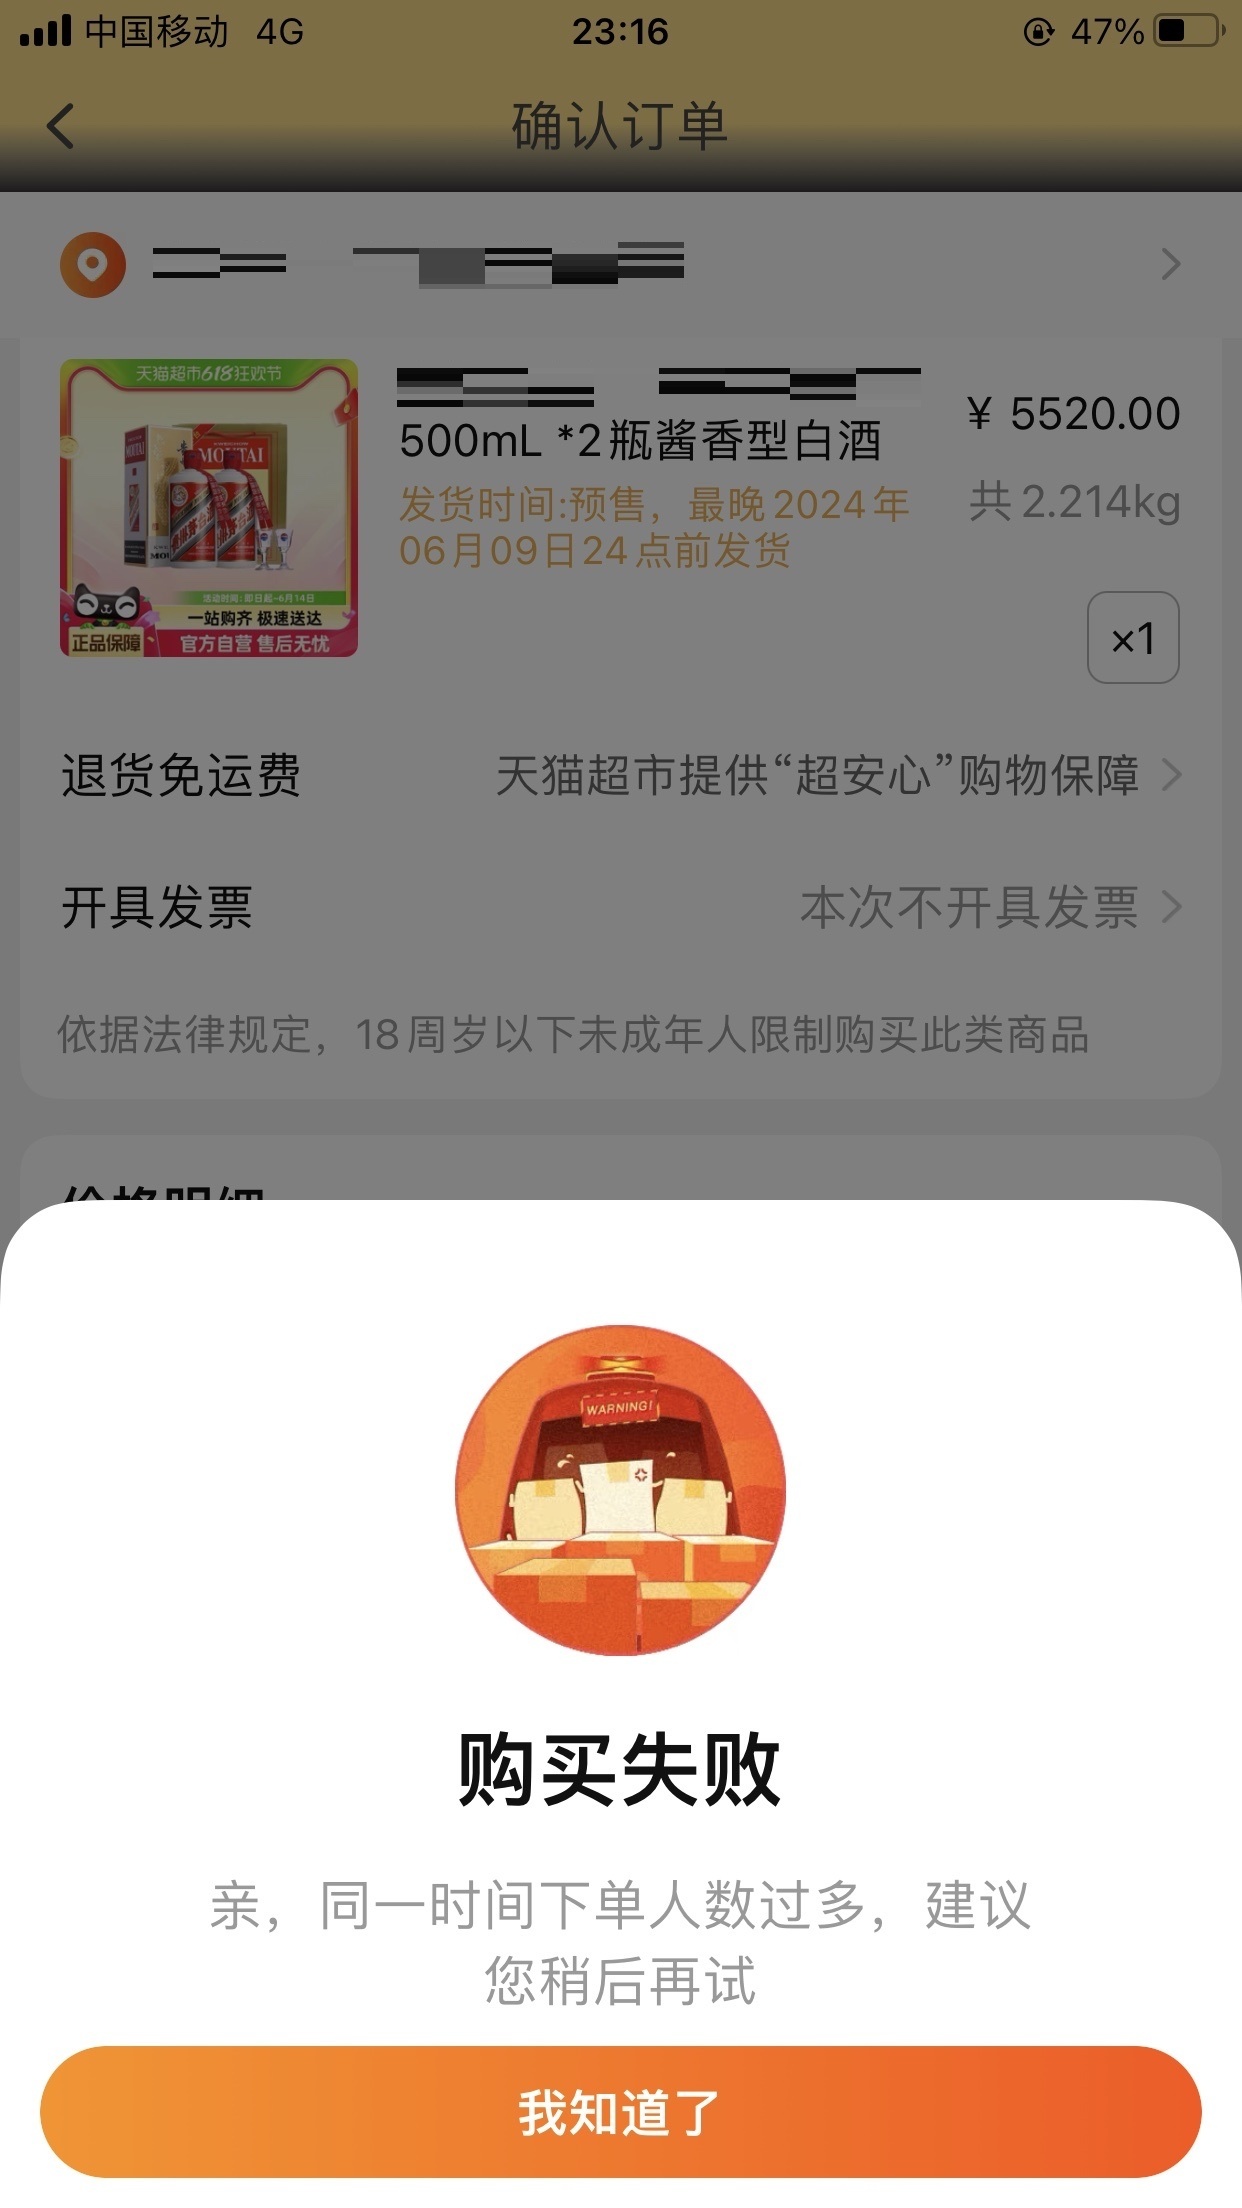 中国移动 4G 23:16 47%
确认订单
天猫超市618狂欢节
MOUTAI
活动时间:即日起-6月14日
一站购齐 极速送达
正品保障 官方自营 售后无忧
500mL *2瓶酱香型白酒
¥ 5520.00
发货时间:预售，最晚2024年
06月09日24点前发货
共2.214kg
×1
退货免运费 天猫超市提供“超安心”购物保障
开具发票 本次不开具发票
依据法律规定，18周岁以下未成年人限制购买此类商品
价格明细
WARNING!
购买失败
亲，同一时间下单人数过多，建议
您稍后再试
我知道了